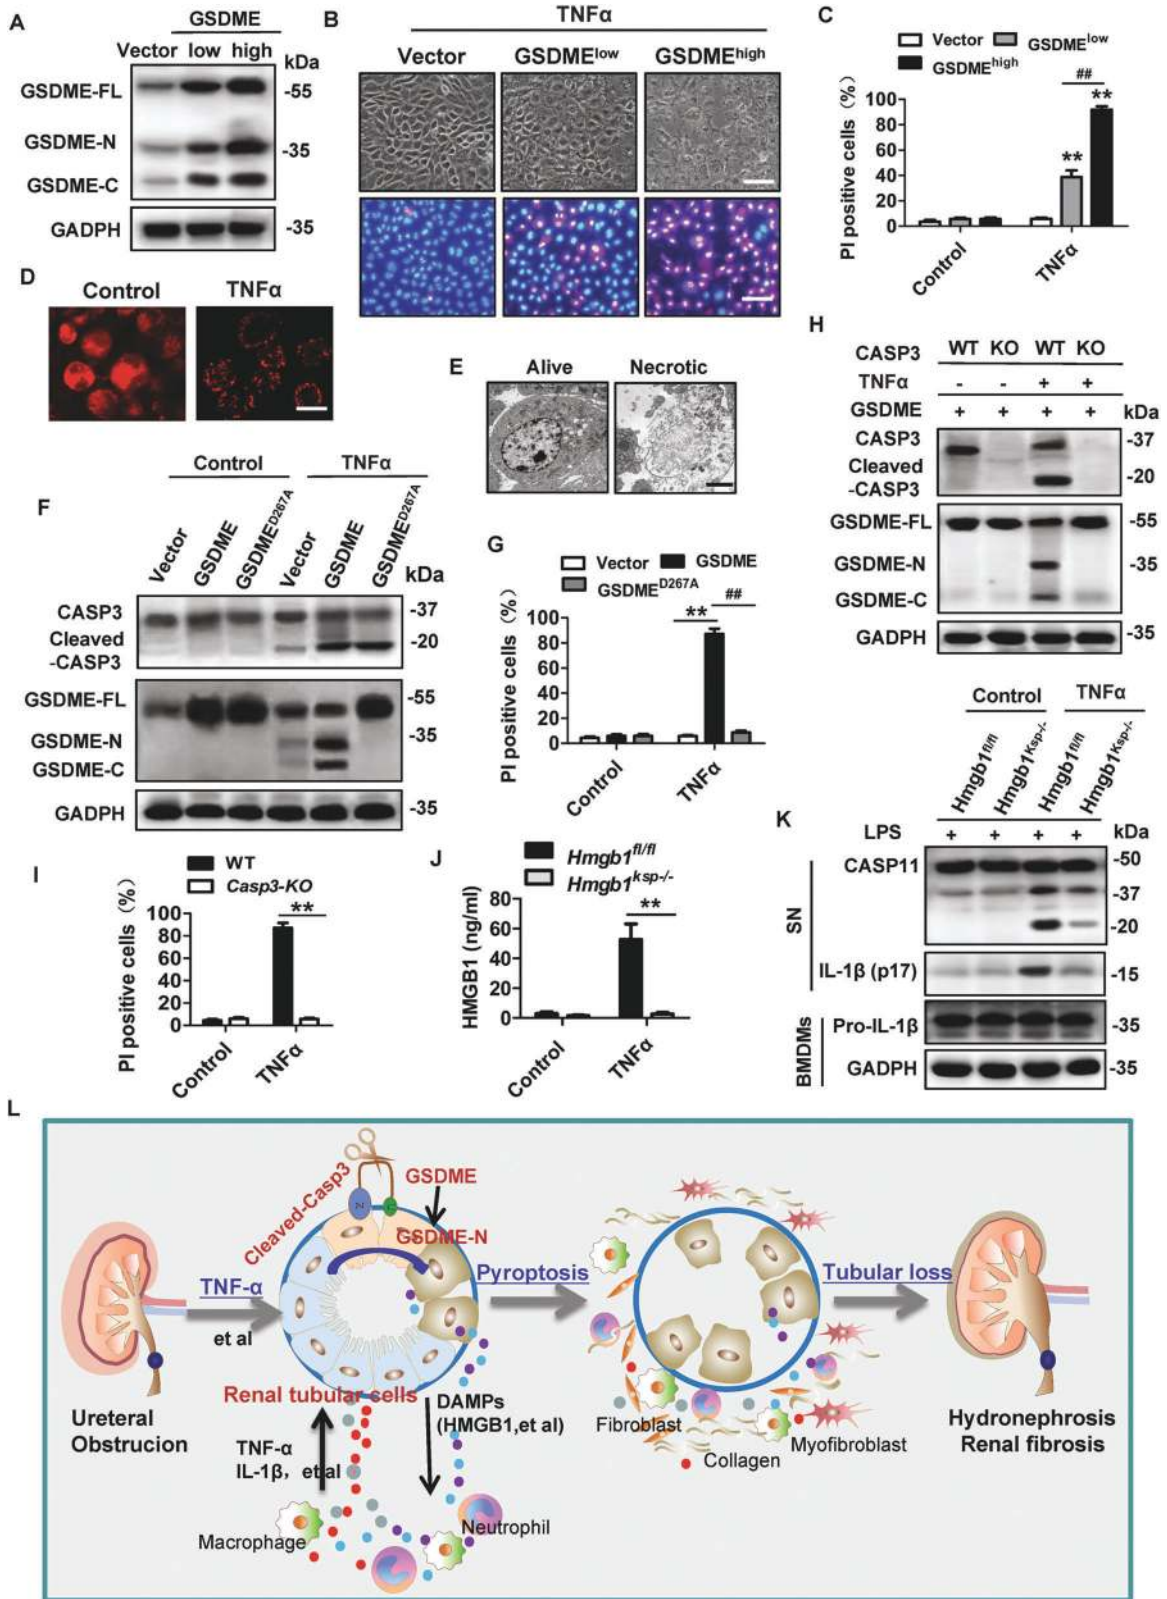 A
GSDME
Vector low high
kDa
GSDME-FL
-55
GSDME-N
-35
GSDME-C
GADPH
-35
B
TNFα
Vector
GSDMElow
GSDMEhigh
C
Vector
GSDMElow
GSDMEhigh
PI positive cells (%)
100
80
60
40
20
0
**
##
**
Control
TNFα
D
Control
TNFα
E
Alive
Necrotic
F
Control
TNFα
Vector
GSDME
GSDMED267A
Vector
GSDME
GSDMED267A
kDa
CASP3
-37
Cleaved
-CASP3
-20
GSDME-FL
-55
GSDME-N
-35
GSDME-C
GADPH
-35
G
Vector
GSDME
GSDMED267A
PI positive cells (%)
100
80
60
40
20
0
**
##
Control
TNFα
H
CASP3
WT KO WT KO
TNFα
- - + +
GSDME
+ + + +
kDa
CASP3
-37
Cleaved
-CASP3
-20
GSDME-FL
-55
GSDME-N
-35
GSDME-C
GADPH
-35
I
WT
Casp3-KO
PI positive cells (%)
100
80
60
40
20
0
**
Control
TNFα
J
Hmgb1fl/fl
Hmgb1ksp-/-
HMGB1 (ng/ml)
80
60
40
20
0
**
Control
TNFα
K
Control
TNFα
Hmgb1fl/fl
Hmgb1Ksp-/-
Hmgb1fl/fl
Hmgb1Ksp-/-
LPS
+ + + +
kDa
SN
CASP11
-50
-37
-20
IL-1β (p17)
-15
BMDMs
Pro-IL-1β
-35
GADPH
-35
L
Cleaved-Casp3
N
C
GSDME
GSDME-N
TNF-α
et al
Pyroptosis
Tubular loss
Renal tubular cells
Ureteral
Obstrucion
TNF-α
IL-1β, et al
DAMPs
(HMGB1,et al)
Macrophage
Neutrophil
Fibroblast
Collagen
Myofibroblast
Hydronephrosis
Renal fibrosis